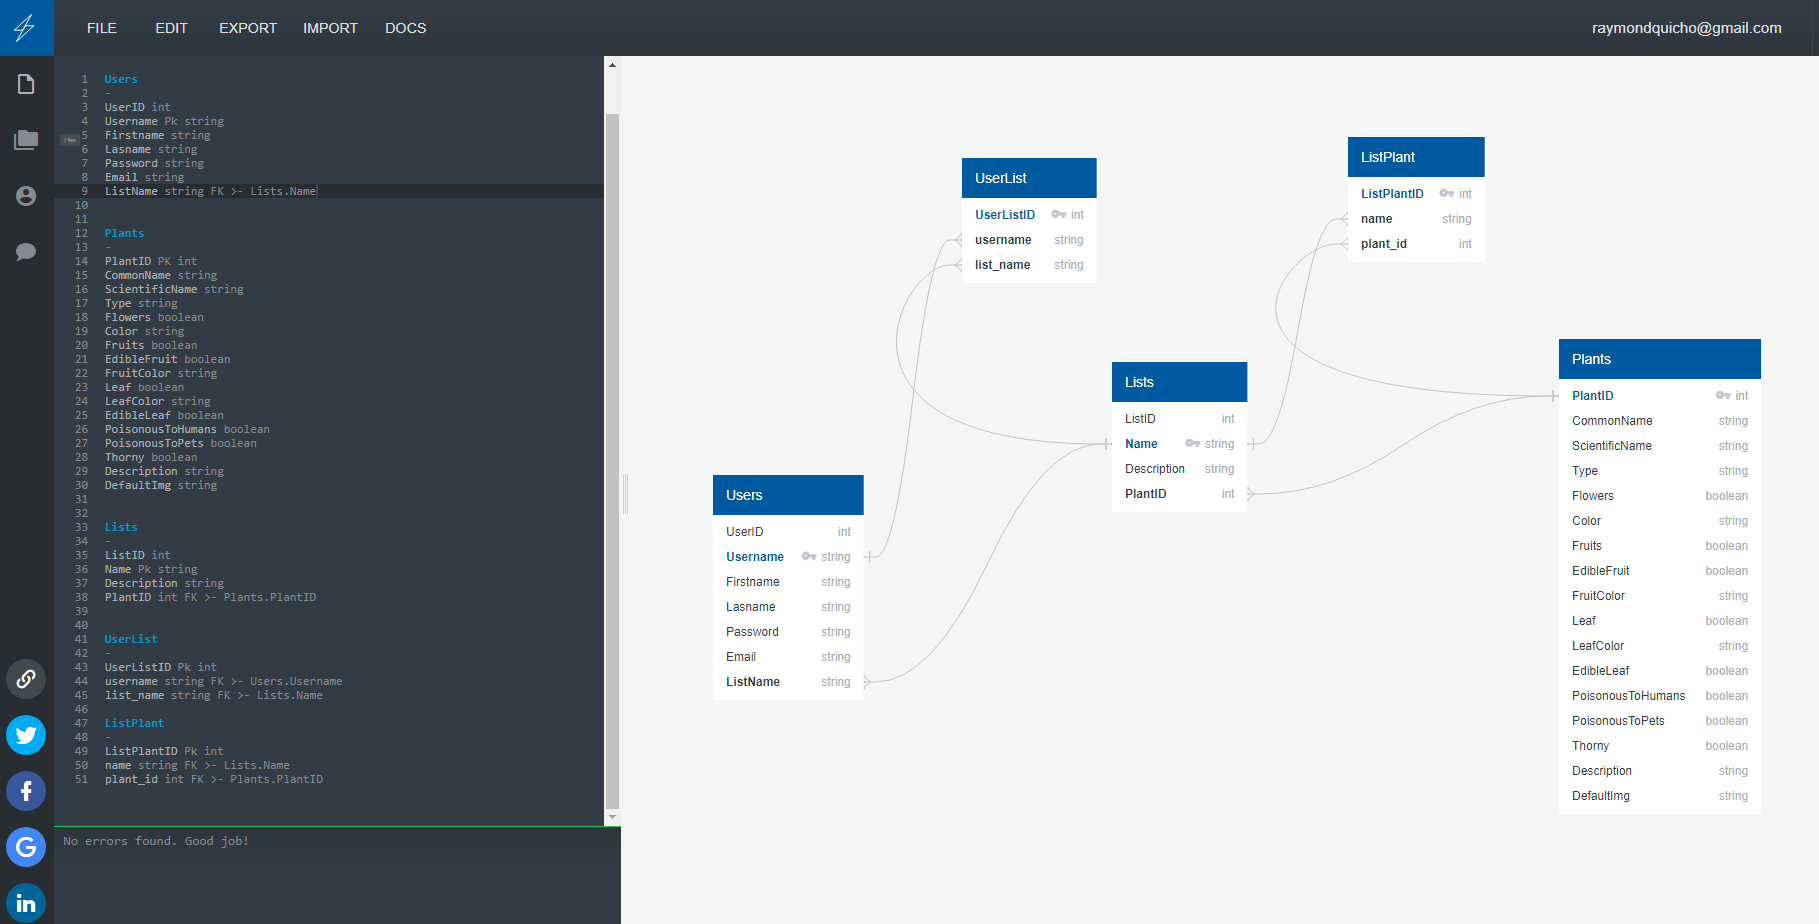 FILE EDIT EXPORT IMPORT DOCS raymondquicho@gmail.com
1 Users
2 -
3 UserID int
4 Username Pk string
5 Firstname string
6 Lasname string
7 Password string
8 Email string
9 ListName string FK >- Lists.Name
10
11
12 Plants
13 -
14 PlantID PK int
15 CommonName string
16 ScientificName string
17 Type string
18 Flowers boolean
19 Color string
20 Fruits boolean
21 EdibleFruit boolean
22 FruitColor string
23 Leaf boolean
24 LeafColor string
25 EdibleLeaf boolean
26 PoisonousToHumans boolean
27 PoisonousToPets boolean
28 Thorny boolean
29 Description string
30 DefaultImg string
31
32
33 Lists
34 -
35 ListID int
36 Name Pk string
37 Description string
38 PlantID int FK >- Plants.PlantID
39
40
41 UserList
42 -
43 UserListID Pk int
44 username string FK >- Users.Username
45 list_name string FK >- Lists.Name
46
47 ListPlant
48 -
49 ListPlantID Pk int
50 name string FK >- Lists.Name
51 plant_id int FK >- Plants.PlantID
No errors found. Good job!
UserList
UserListID int
username string
list_name string
ListPlant
ListPlantID int
name string
plant_id int
Lists
ListID int
Name string
Description string
PlantID int
Users
UserID int
Username string
Firstname string
Lasname string
Password string
Email string
ListName string
Plants
PlantID int
CommonName string
ScientificName string
Type string
Flowers boolean
Color string
Fruits boolean
EdibleFruit boolean
FruitColor string
Leaf boolean
LeafColor string
EdibleLeaf boolean
PoisonousToHumans boolean
PoisonousToPets boolean
Thorny boolean
Description string
DefaultImg string